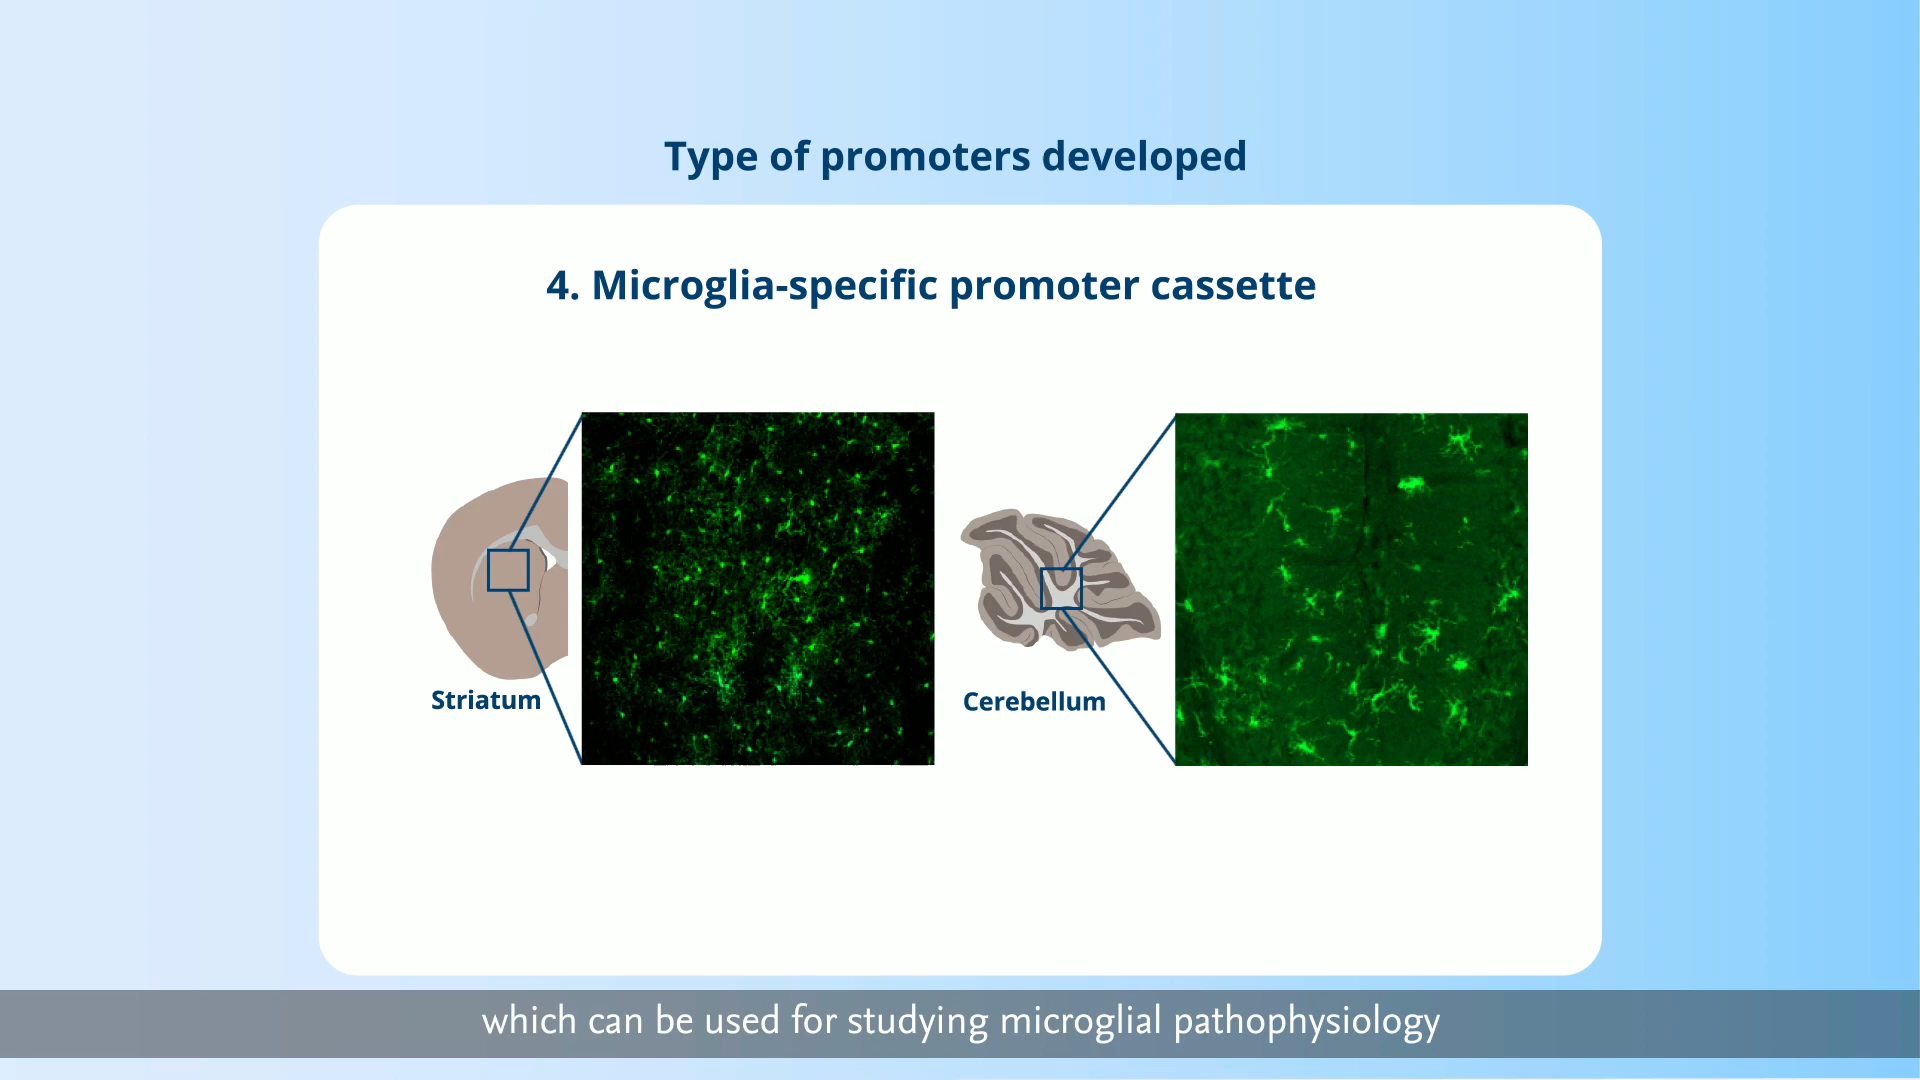 Type of promoters developed
4. Microglia-specific promoter cassette
Striatum
Cerebellum
which can be used for studying microglial pathophysiology